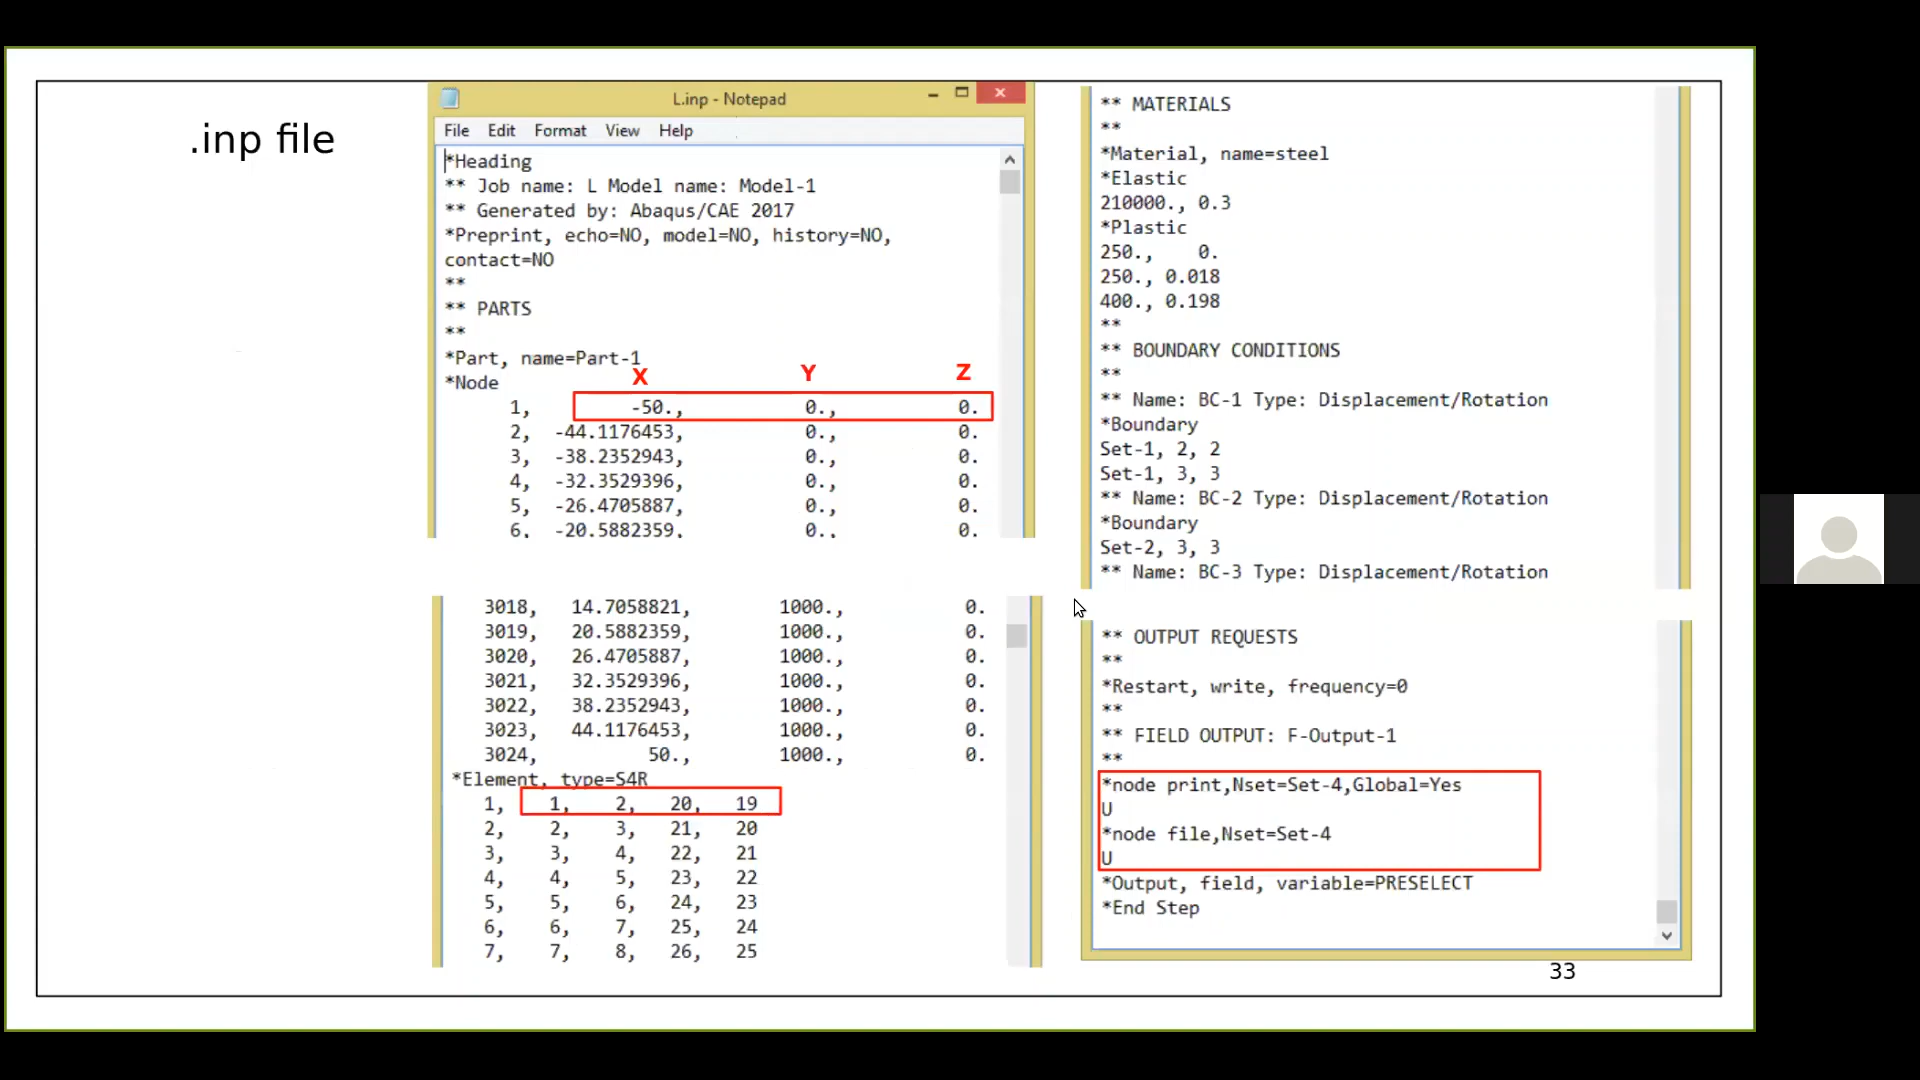 .inp file
L.inp - Notepad
File Edit Format View Help
*Heading
** Job name: L Model name: Model-1
** Generated by: Abaqus/CAE 2017
*Preprint, echo=NO, model=NO, history=NO,
contact=NO
**
** PARTS
**
*Part, name=Part-1
*Node
X Y Z
1, -50., 0., 0.
2, -44.1176453, 0., 0.
3, -38.2352943, 0., 0.
4, -32.3529396, 0., 0.
5, -26.4705887, 0., 0.
6, -20.5882359, 0., 0.
3018, 14.7058821, 1000., 0.
3019, 20.5882359, 1000., 0.
3020, 26.4705887, 1000., 0.
3021, 32.3529396, 1000., 0.
3022, 38.2352943, 1000., 0.
3023, 44.1176453, 1000., 0.
3024, 50., 1000., 0.
*Element, type=S4R
1, 1, 2, 20, 19
2, 2, 3, 21, 20
3, 3, 4, 22, 21
4, 4, 5, 23, 22
5, 5, 6, 24, 23
6, 6, 7, 25, 24
7, 7, 8, 26, 25
** MATERIALS
**
*Material, name=steel
*Elastic
210000., 0.3
*Plastic
250., 0.
250., 0.018
400., 0.198
**
** BOUNDARY CONDITIONS
**
** Name: BC-1 Type: Displacement/Rotation
*Boundary
Set-1, 2, 2
Set-1, 3, 3
** Name: BC-2 Type: Displacement/Rotation
*Boundary
Set-2, 3, 3
** Name: BC-3 Type: Displacement/Rotation
** OUTPUT REQUESTS
**
*Restart, write, frequency=0
**
** FIELD OUTPUT: F-Output-1
**
*node print,Nset=Set-4,Global=Yes
U
*node file,Nset=Set-4
U
*Output, field, variable=PRESELECT
*End Step
33